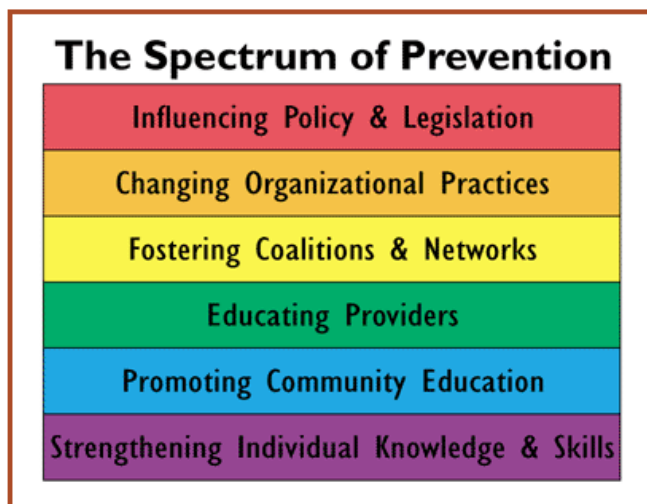 The Spectrum of Prevention
Influencing Policy & Legislation
Changing Organizational Practices
Fostering Coalitions & Networks
Educating Providers
Promoting Community Education
Strengthening Individual Knowledge & Skills